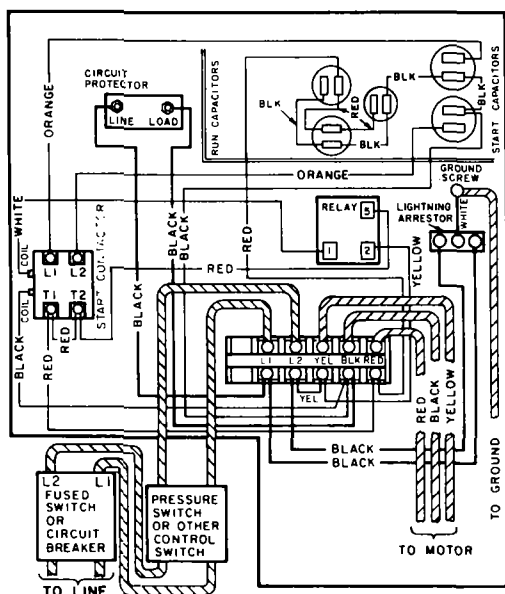 CIRCUIT
PROTECTOR
LINE
LOAD
ORANGE
RUN CAPACITORS
BLK
RED
BLK
BLK
BLK
START CAPACITORS
ORANGE
GROUND
SCREW
WHITE
LIGHTNING
ARRESTOR
WHITE
RELAY
5
1
2
YELLOW
RED
COIL
L1
L2
T1
T2
COIL
START CONTACTOR
RED
BLACK
BLACK
BLACK
BLACK
RED
RED
L1
L2
YEL
BLK
RED
YEL
RED
BLACK
YELLOW
BLACK
BLACK
TO GROUND
L2
L1
FUSED
SWITCH
OR
CIRCUIT
BREAKER
PRESSURE
SWITCH
OR OTHER
CONTROL
SWITCH
TO LINE
TO MOTOR